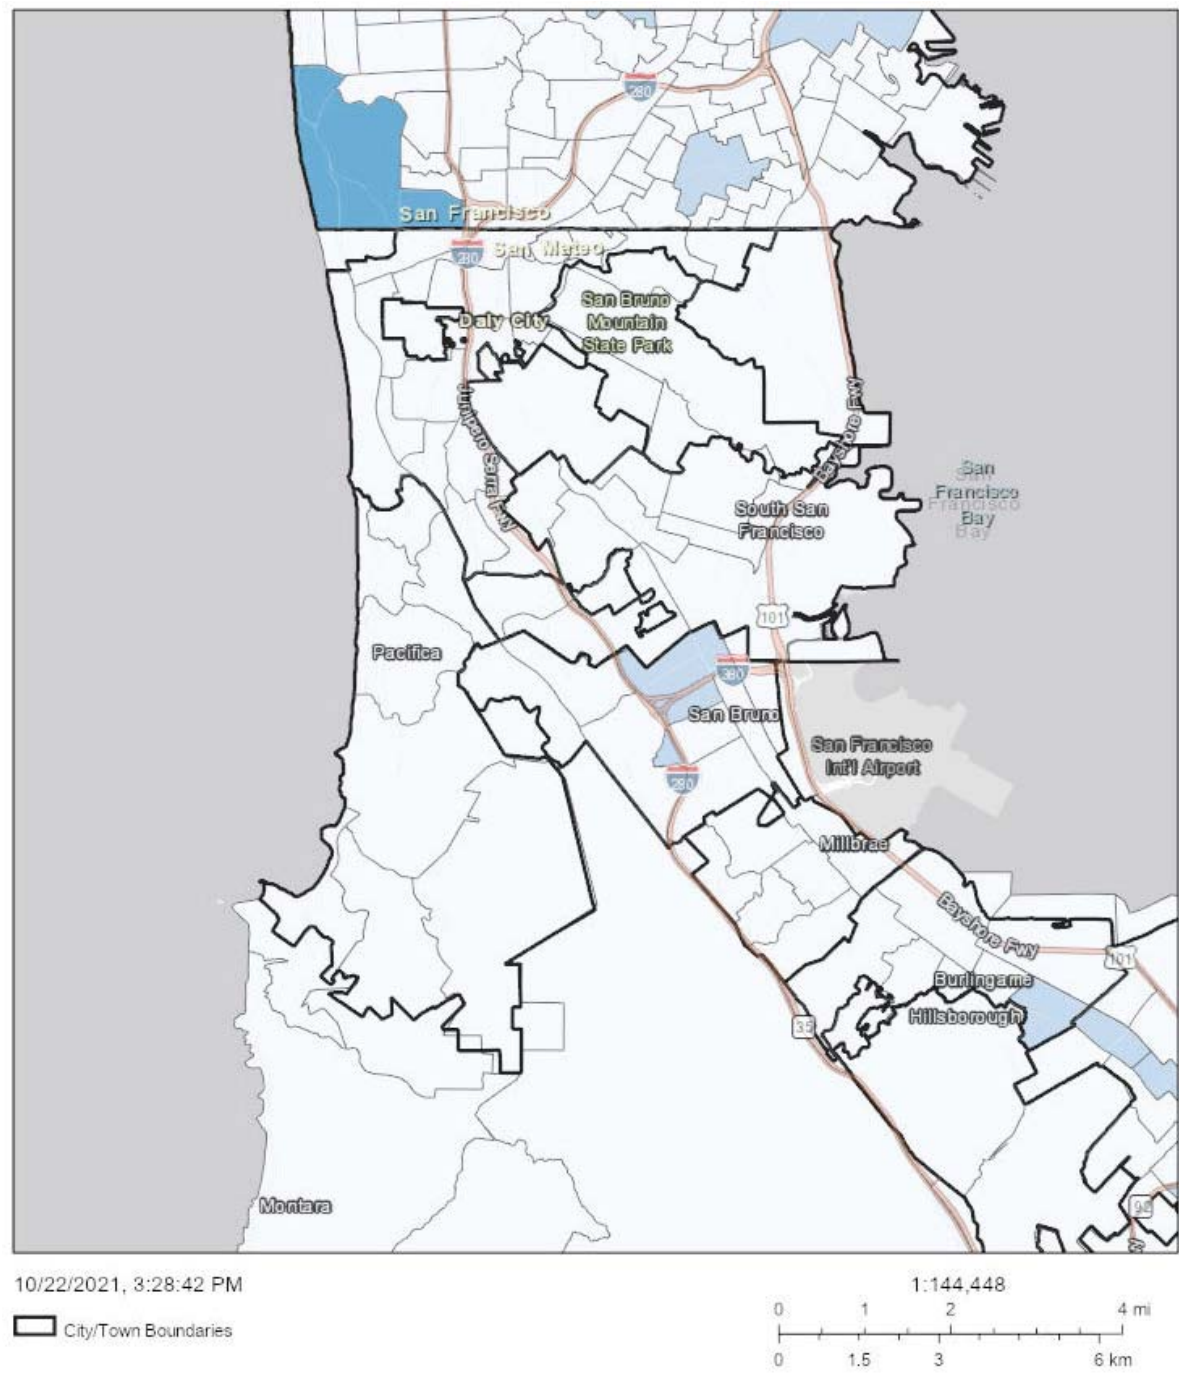 280
San Francisco
280
San Mateo
San Bruno
Mountain
State Park
Daly City
Junipero Serra Fwy
Bayshore Fwy
San
Francisco
Bay
San
Francisco
Bay
South San
Francisco
101
Pacifica
380
San Bruno
San Francisco
Int'l Airport
280
Millbrae
Bayshore Fwy
101
Burlingame
Hillsborough
35
Montara
92
10/22/2021, 3:28:42 PM
City/Town Boundaries
1:144,448
0 1 2 4 mi
0 1.5 3 6 km